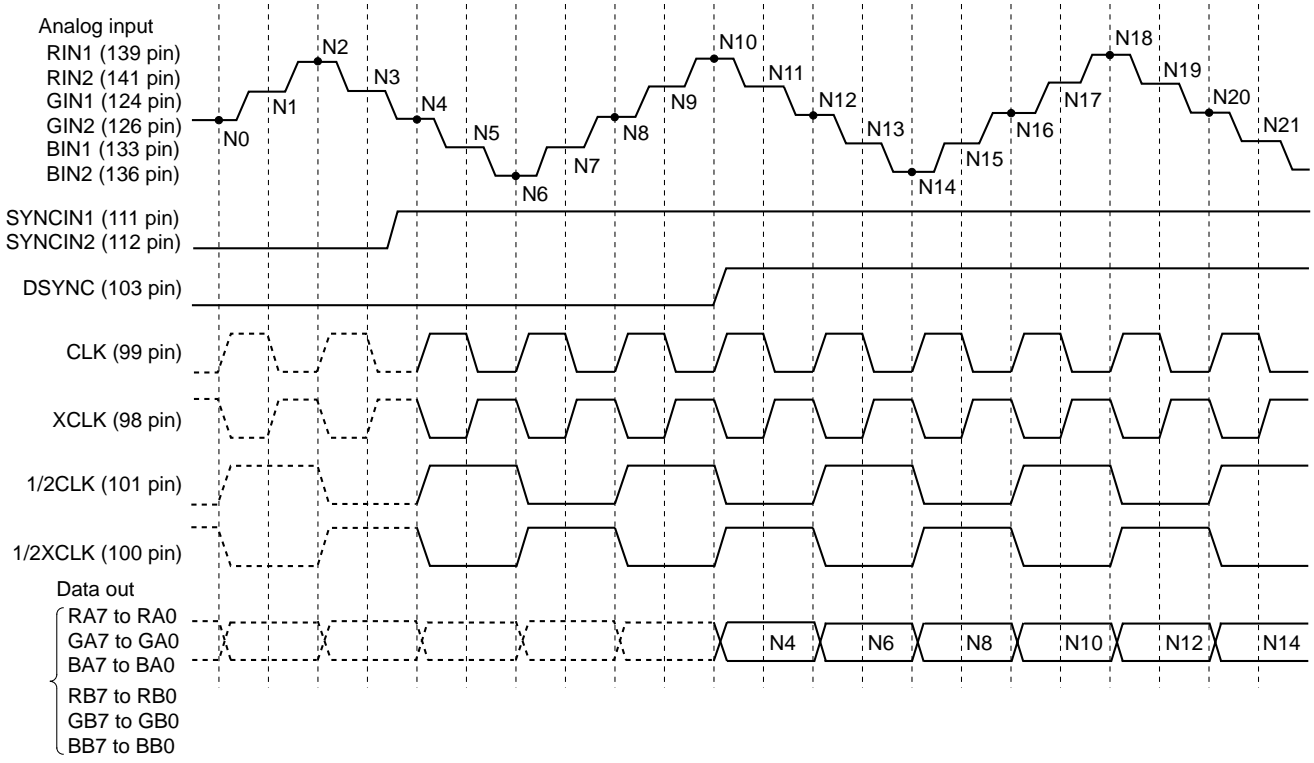 Analog input
RIN1 (139 pin)
RIN2 (141 pin)
GIN1 (124 pin)
GIN2 (126 pin)
BIN1 (133 pin)
BIN2 (136 pin)
N0
N1
N2
N3
N4
N5
N6
N7
N8
N9
N10
N11
N12
N13
N14
N15
N16
N17
N18
N19
N20
N21
SYNCIN1 (111 pin)
SYNCIN2 (112 pin)
DSYNC (103 pin)
CLK (99 pin)
XCLK (98 pin)
1/2CLK (101 pin)
1/2XCLK (100 pin)
Data out
RA7 to RA0
GA7 to GA0
BA7 to BA0
RB7 to RB0
GB7 to GB0
BB7 to BB0
N4 N6 N8 N10 N12 N14